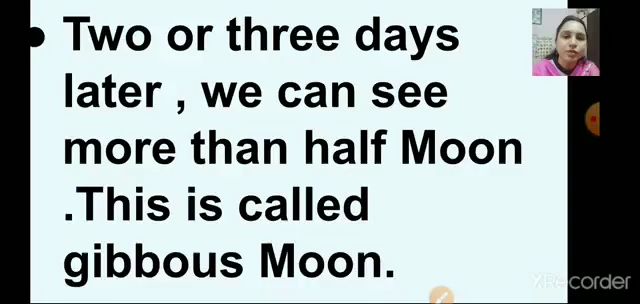 • Two or three days
later , we can see
more than half Moon
.This is called
gibbous Moon.
XRecorder